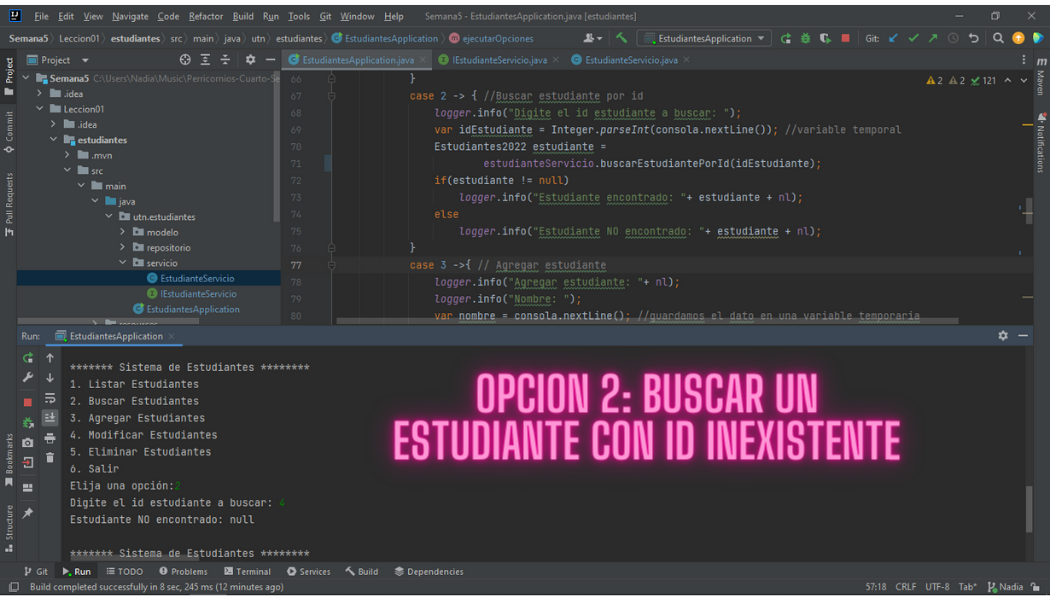 File Edit View Navigate Code Refactor Build Run Tools Git Window Help Semana5 - EstudiantesApplication.java [estudiantes]
Semana5 Leccion01 estudiantes src main java utn estudiantes EstudiantesApplication ejecutarOpciones EstudiantesApplication Git:
Project
EstudiantesApplication.java IEstudianteServicio.java EstudianteServicio.java
Semana5 C:\Users\Nadia\Music\Perricornios-Cuarto-Se
.idea
Leccion01
.idea
estudiantes
.mvn
src
main
java
utn.estudiantes
modelo
repositorio
servicio
EstudianteServicio
IEstudianteServicio
EstudiantesApplication
Project
Commit
Pull Requests
Bookmarks
Structure
2 2 121
66 }
67 case 2 -> { //Buscar estudiante por id
68 logger.info("Digite el id estudiante a buscar: ");
69 var idEstudiante = Integer.parseInt(consola.nextLine()); //variable temporal
70 Estudiantes2022 estudiante =
71 estudianteServicio.buscarEstudiantePorId(idEstudiante);
72 if(estudiante != null)
73 logger.info("Estudiante encontrado: "+ estudiante + nl);
74 else
75 logger.info("Estudiante NO encontrado: "+ estudiante + nl);
76 }
77 case 3 ->{ // Agregar estudiante
78 logger.info("Agregar estudiante: "+ nl);
79 logger.info("Nombre: ");
80 var nombre = consola.nextLine(); //guardamos el dato en una variable temporaria
m
Maven
Notifications
Run: EstudiantesApplication
******* Sistema de Estudiantes ********
1. Listar Estudiantes
2. Buscar Estudiantes
3. Agregar Estudiantes
4. Modificar Estudiantes
5. Eliminar Estudiantes
6. Salir
Elija una opción:2
Digite el id estudiante a buscar: 4
Estudiante NO encontrado: null
******* Sistema de Estudiantes ********
OPCION 2: BUSCAR UN
ESTUDIANTE CON ID INEXISTENTE
Git Run TODO Problems Terminal Services Build Dependencies
Build completed successfully in 8 sec, 245 ms (12 minutes ago) 57:18 CRLF UTF-8 Tab* Nadia